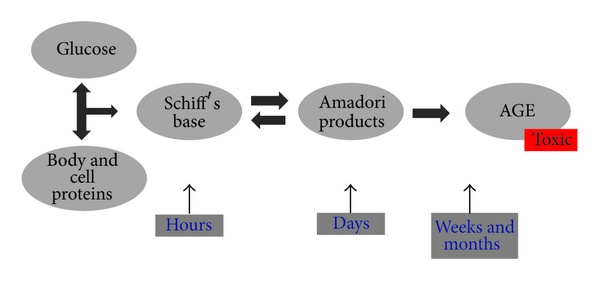 Glucose
Schiff′s
base
Amadori
products
AGE
Toxic
Body and
cell
proteins
Hours
Days
Weeks and
months